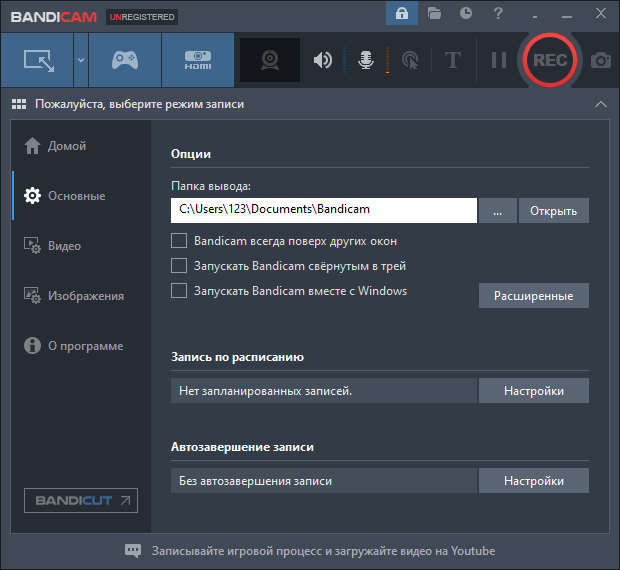 BANDICAM UNREGISTERED
HDMI T REC
Пожалуйста, выберите режим записи
Домой
Основные
Видео
Изображения
О программе
BANDICUT
Опции
Папка вывода:
C:\Users\123\Documents\Bandicam ... Открыть
Bandicam всегда поверх других окон
Запускать Bandicam свёрнутым в трей
Запускать Bandicam вместе с Windows
Расширенные
Запись по расписанию
Нет запланированных записей. Настройки
Автозавершение записи
Без автозавершения записи Настройки
Записывайте игровой процесс и загружайте видео на Youtube